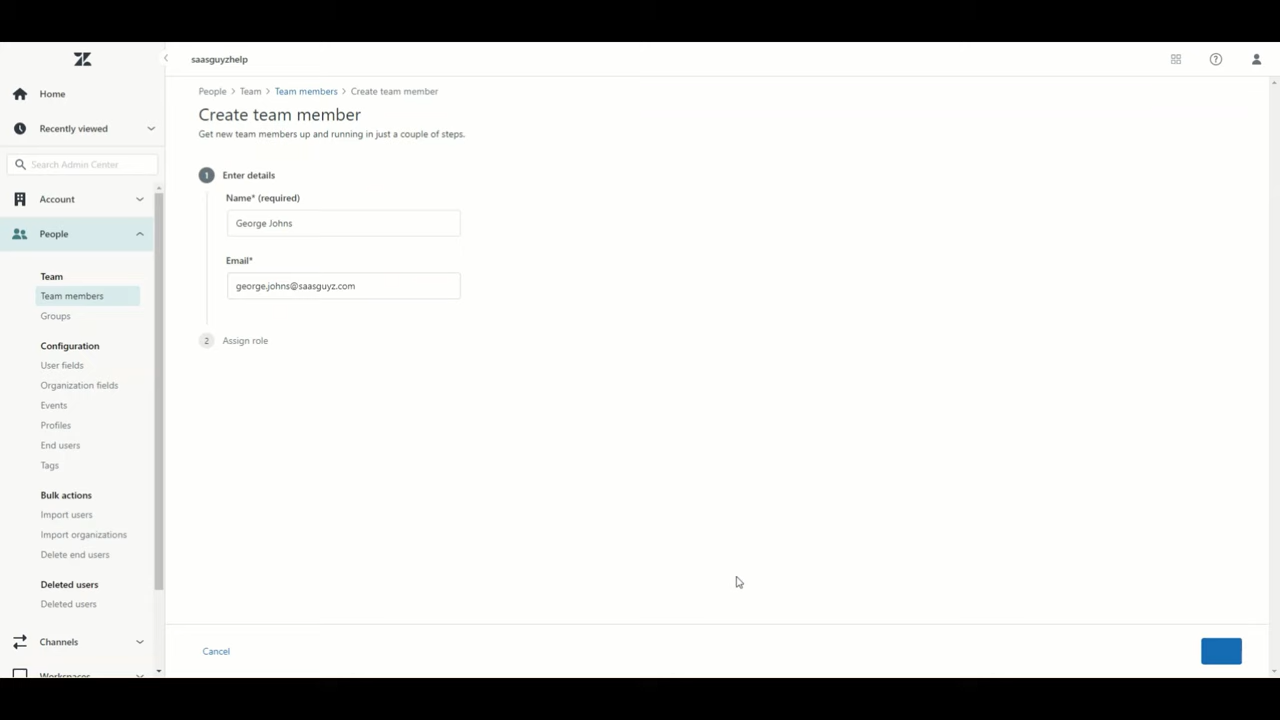 saasguyzhelp
Home
Recently viewed
Search Admin Center
Account
People
Team
Team members
Groups
Configuration
User fields
Organization fields
Events
Profiles
End users
Tags
Bulk actions
Import users
Import organizations
Delete end users
Deleted users
Deleted users
Channels
Workspaces
People > Team > Team members > Create team member
Create team member
Get new team members up and running in just a couple of steps.
1 Enter details
Name* (required)
George Johns
Email*
george.johns@saasguyz.com
2 Assign role
Cancel